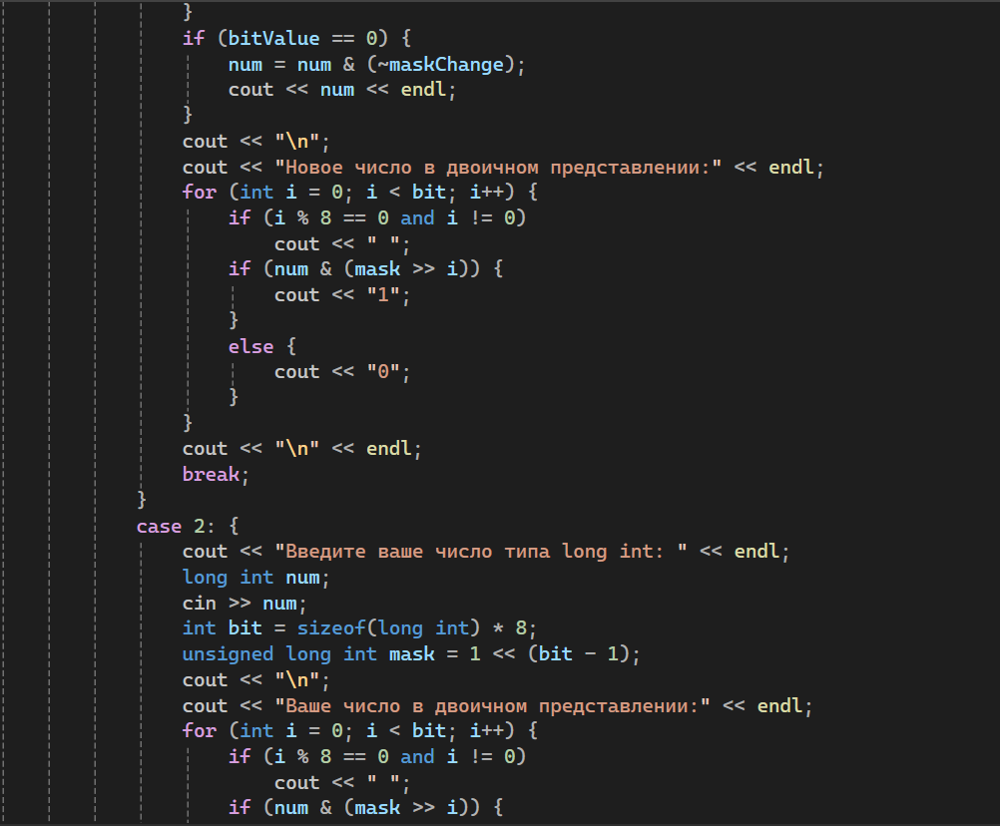 }
if (bitValue == 0) {
num = num & (~maskChange);
cout << num << endl;
}
cout << "\n";
cout << "Новое число в двоичном представлении:" << endl;
for (int i = 0; i < bit; i++) {
if (i % 8 == 0 and i != 0)
cout << " ";
if (num & (mask >> i)) {
cout << "1";
}
else {
cout << "0";
}
}
cout << "\n" << endl;
break;
}
case 2: {
cout << "Введите ваше число типа long int: " << endl;
long int num;
cin >> num;
int bit = sizeof(long int) * 8;
unsigned long int mask = 1 << (bit - 1);
cout << "\n";
cout << "Ваше число в двоичном представлении:" << endl;
for (int i = 0; i < bit; i++) {
if (i % 8 == 0 and i != 0)
cout << " ";
if (num & (mask >> i)) {